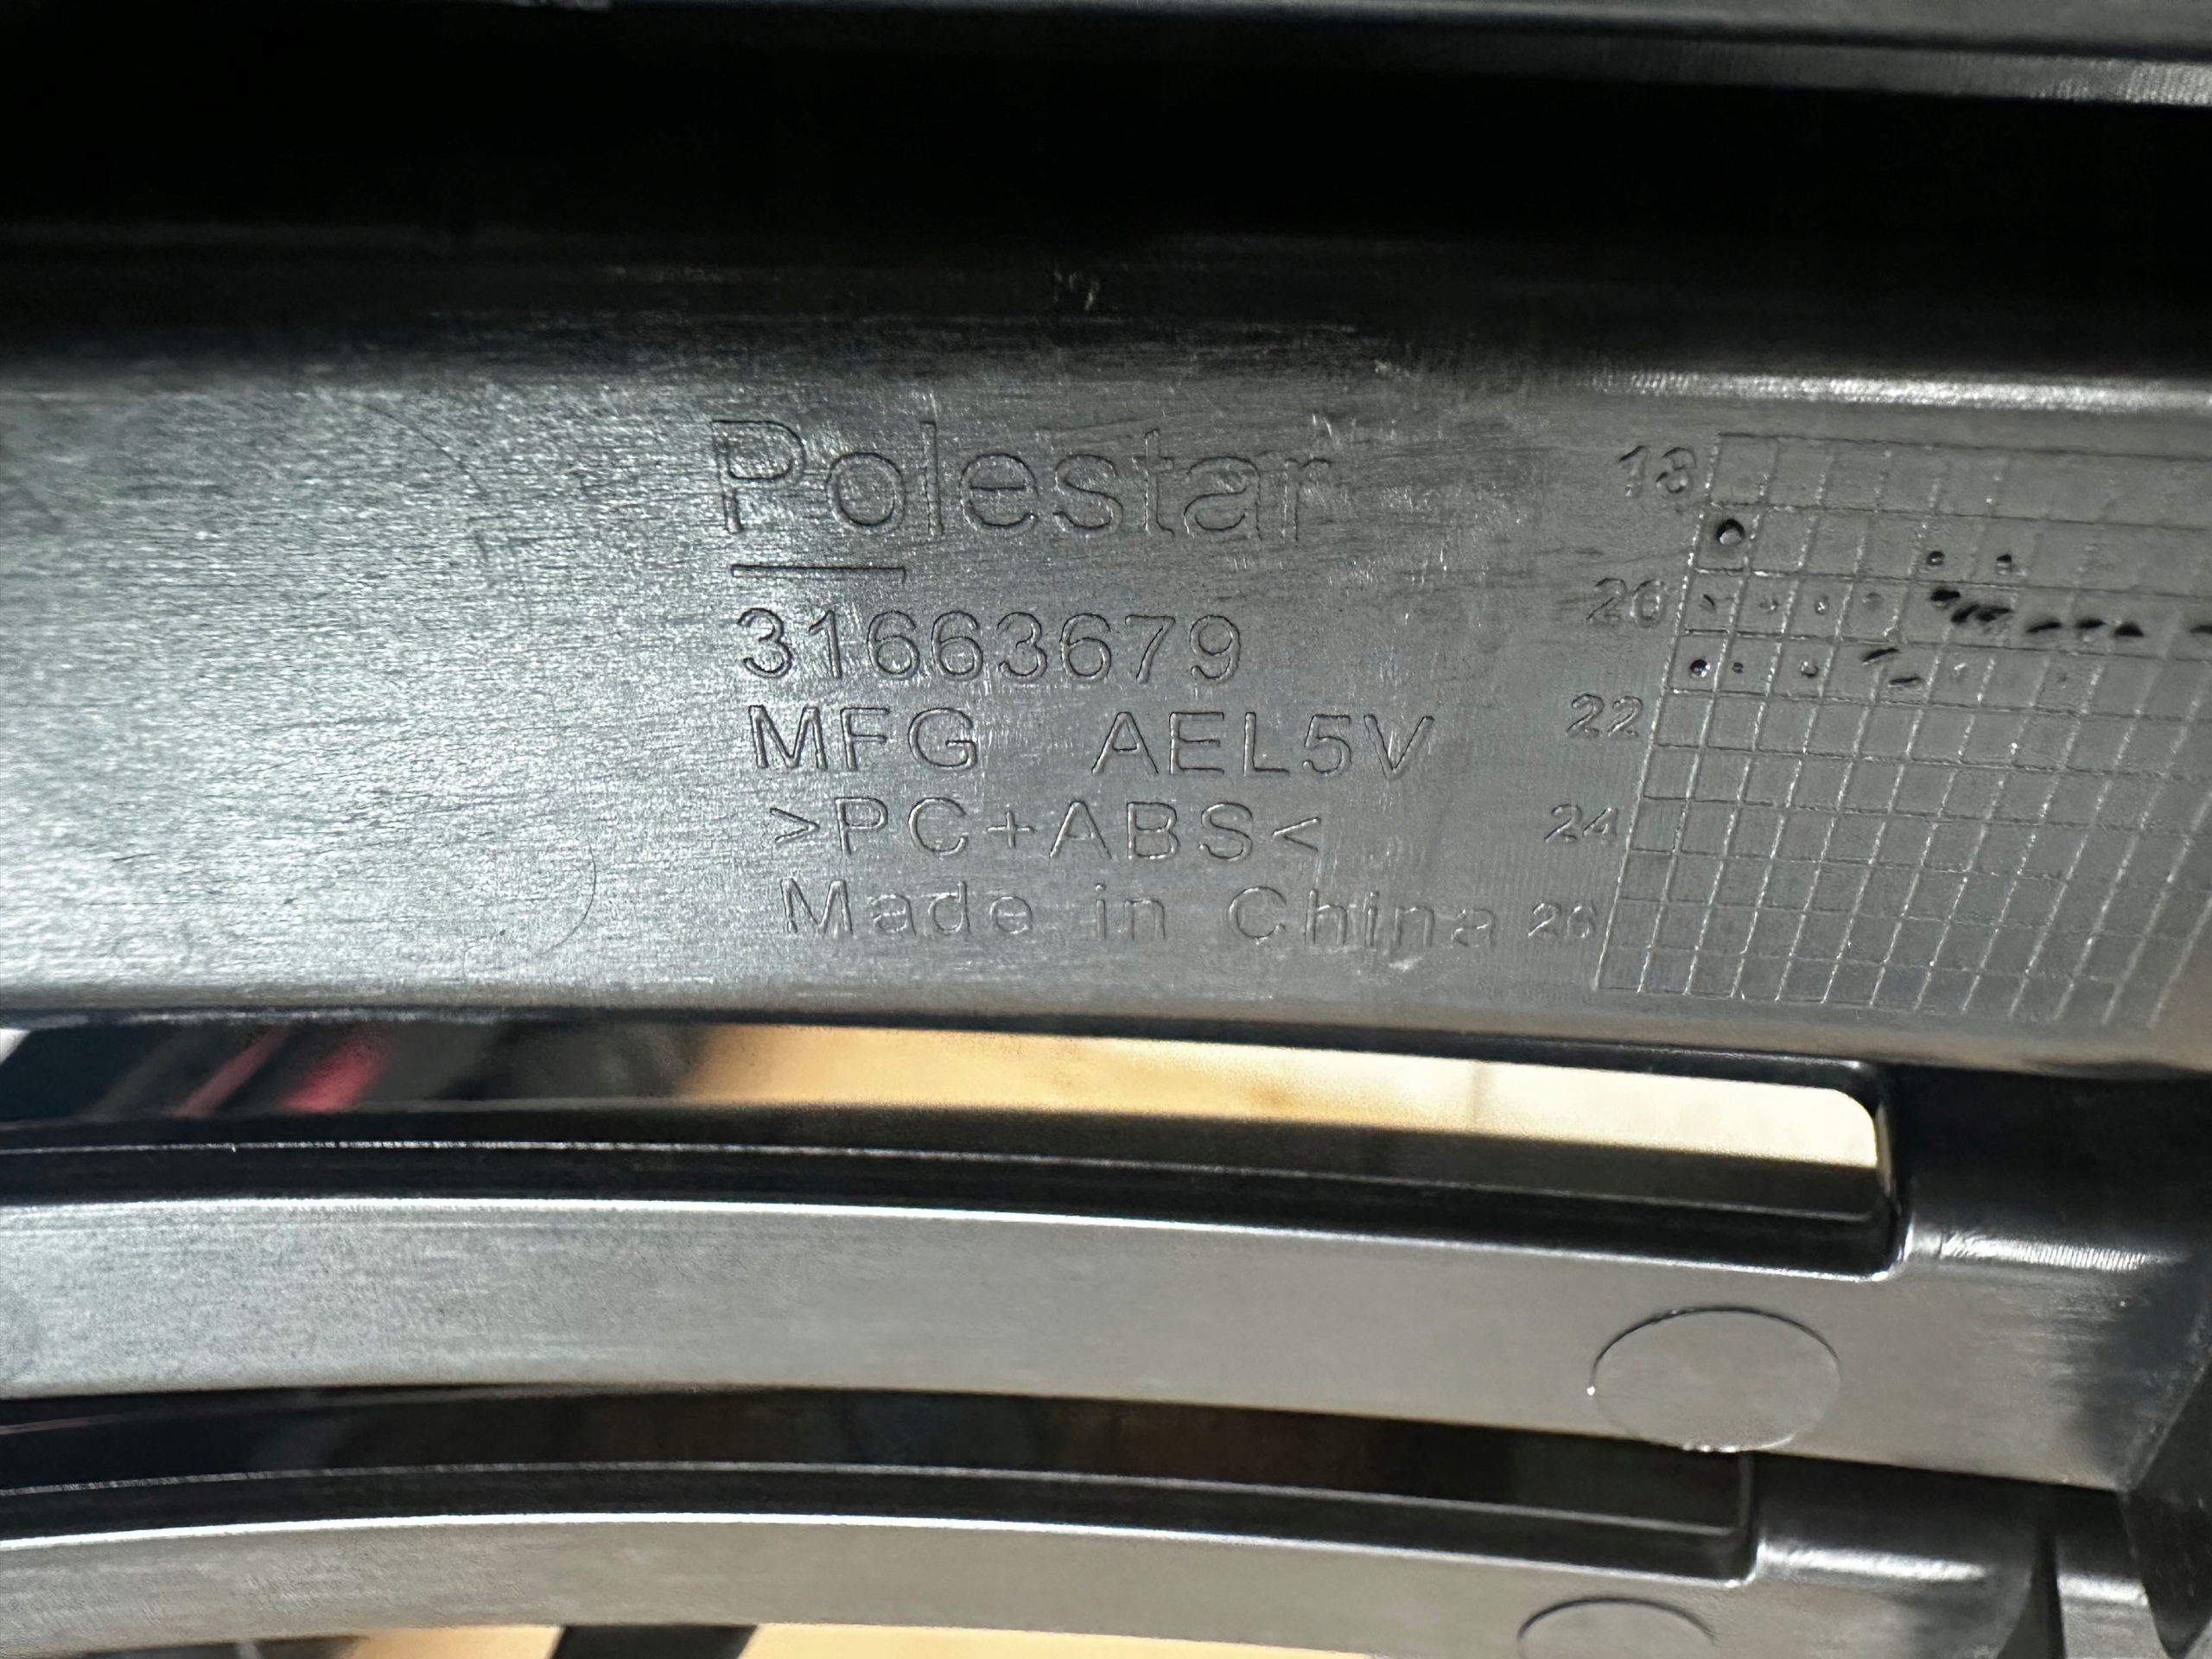 Polestar
31663679
MFG AEL5V
>PC+ABS<
Made in China
18
20
22
24
26